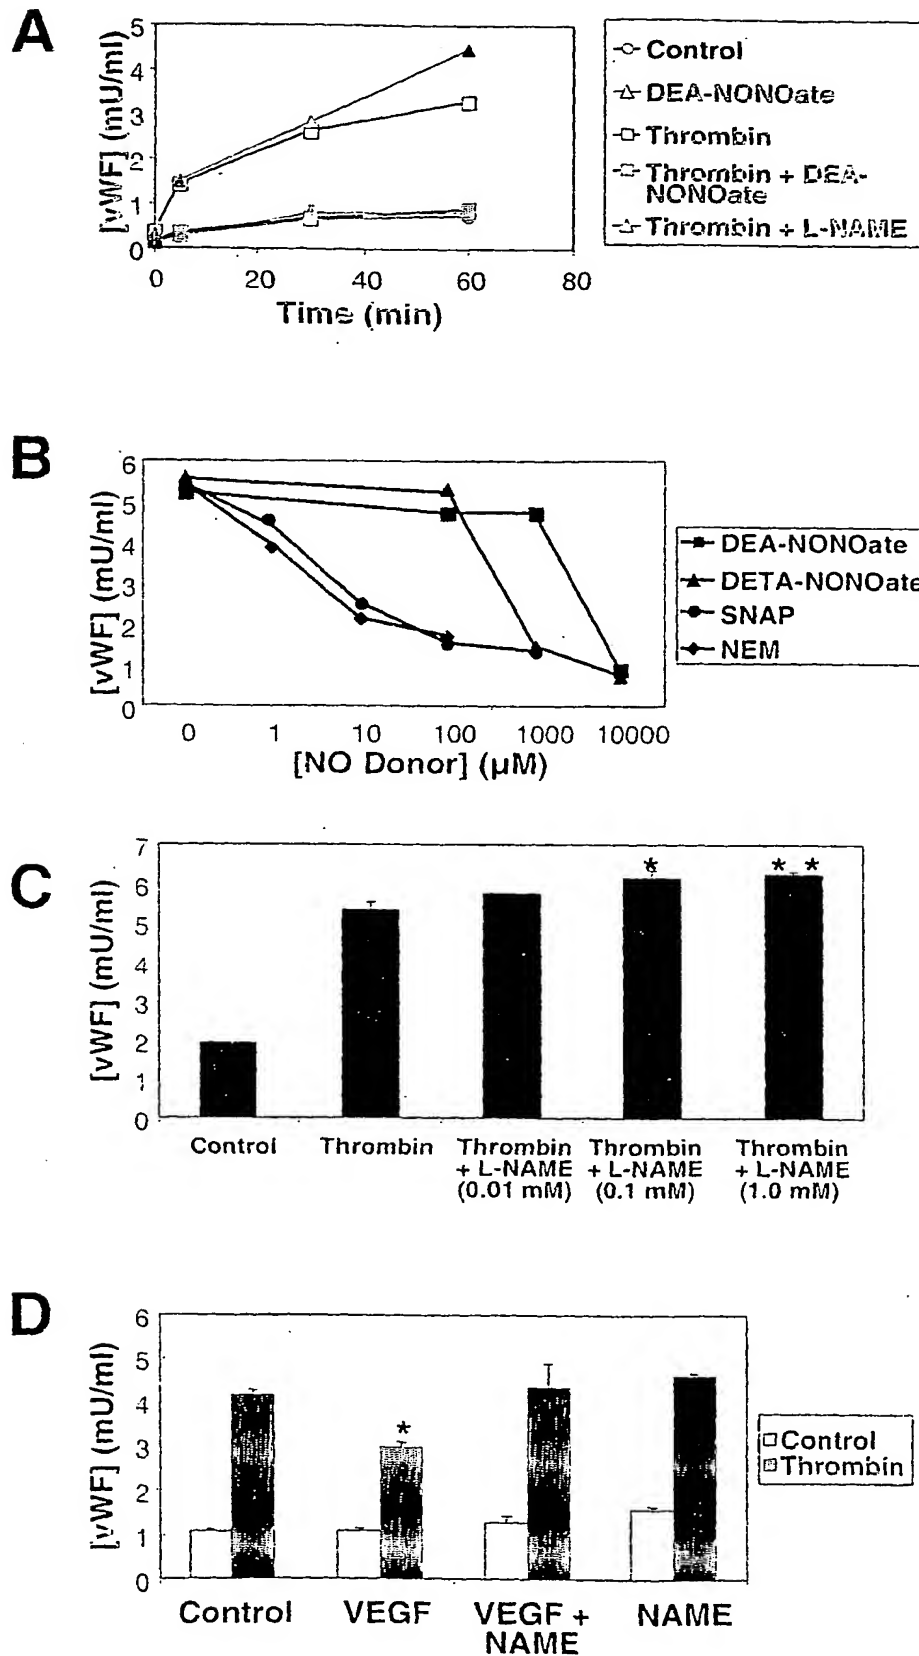 A
[vWF] (mU/ml)
5
4
3
2
1
0
0 20 40 60 80
Time (min)
Control
DEA-NONOate
Thrombin
Thrombin + DEA-
NONOate
Thrombin + L-NAME
B
[vWF] (mU/ml)
6
5
4
3
2
1
0
0 1 10 100 1000 10000
[NO Donor] (µM)
DEA-NONOate
DETA-NONOate
SNAP
NEM
C
[vWF] (mU/ml)
7
6
5
4
3
2
1
0
* * *
Control Thrombin Thrombin Thrombin Thrombin
+ L-NAME + L-NAME + L-NAME
(0.01 mM) (0.1 mM) (1.0 mM)
D
[vWF] (mU/ml)
6
5
4
3
2
1
0
*
Control VEGF VEGF + NAME
NAME
Control
Thrombin